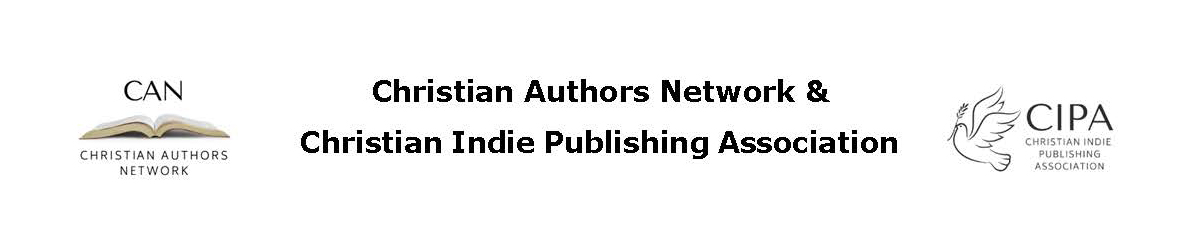 CAN
CHRISTIAN AUTHORS
NETWORK
Christian Authors Network &
Christian Indie Publishing Association
CIPA
CHRISTIAN INDIE
PUBLISHING
ASSOCIATION